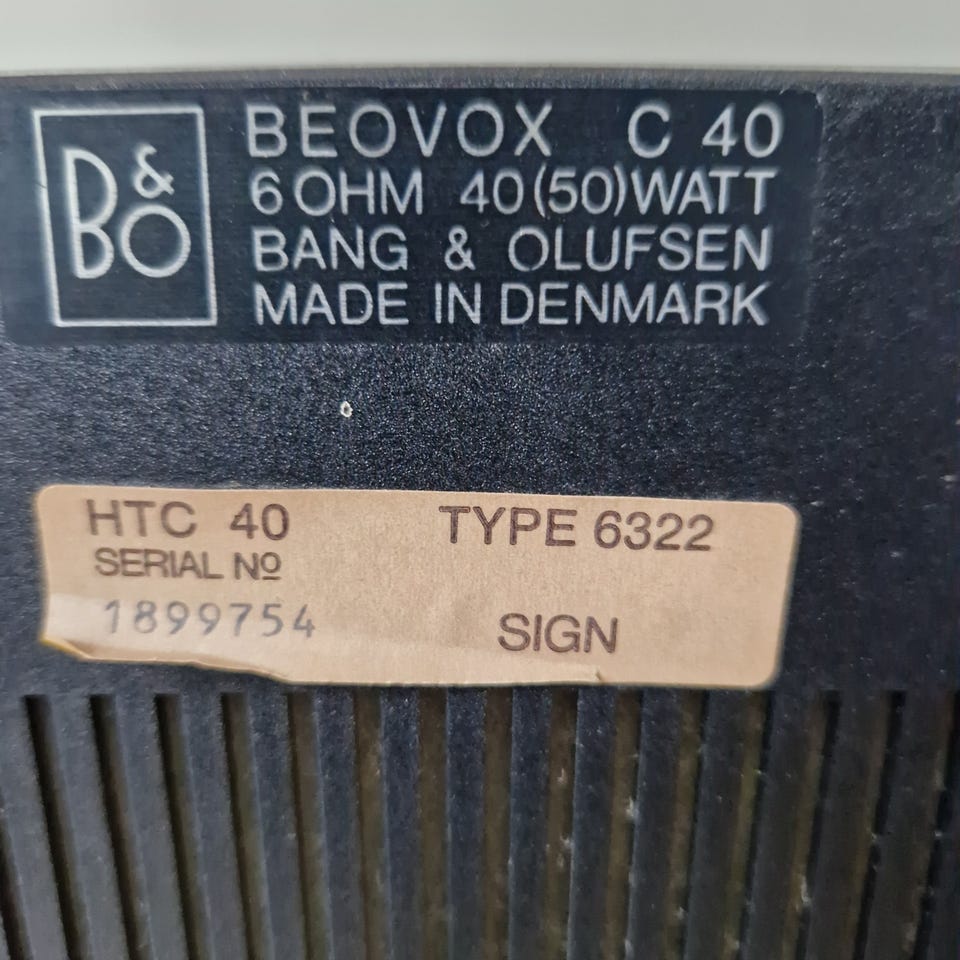 B&O
BEOVOX C 40
6 OHM 40(50)WATT
BANG & OLUFSEN
MADE IN DENMARK
HTC 40 TYPE 6322
SERIAL Nº
1899754 SIGN